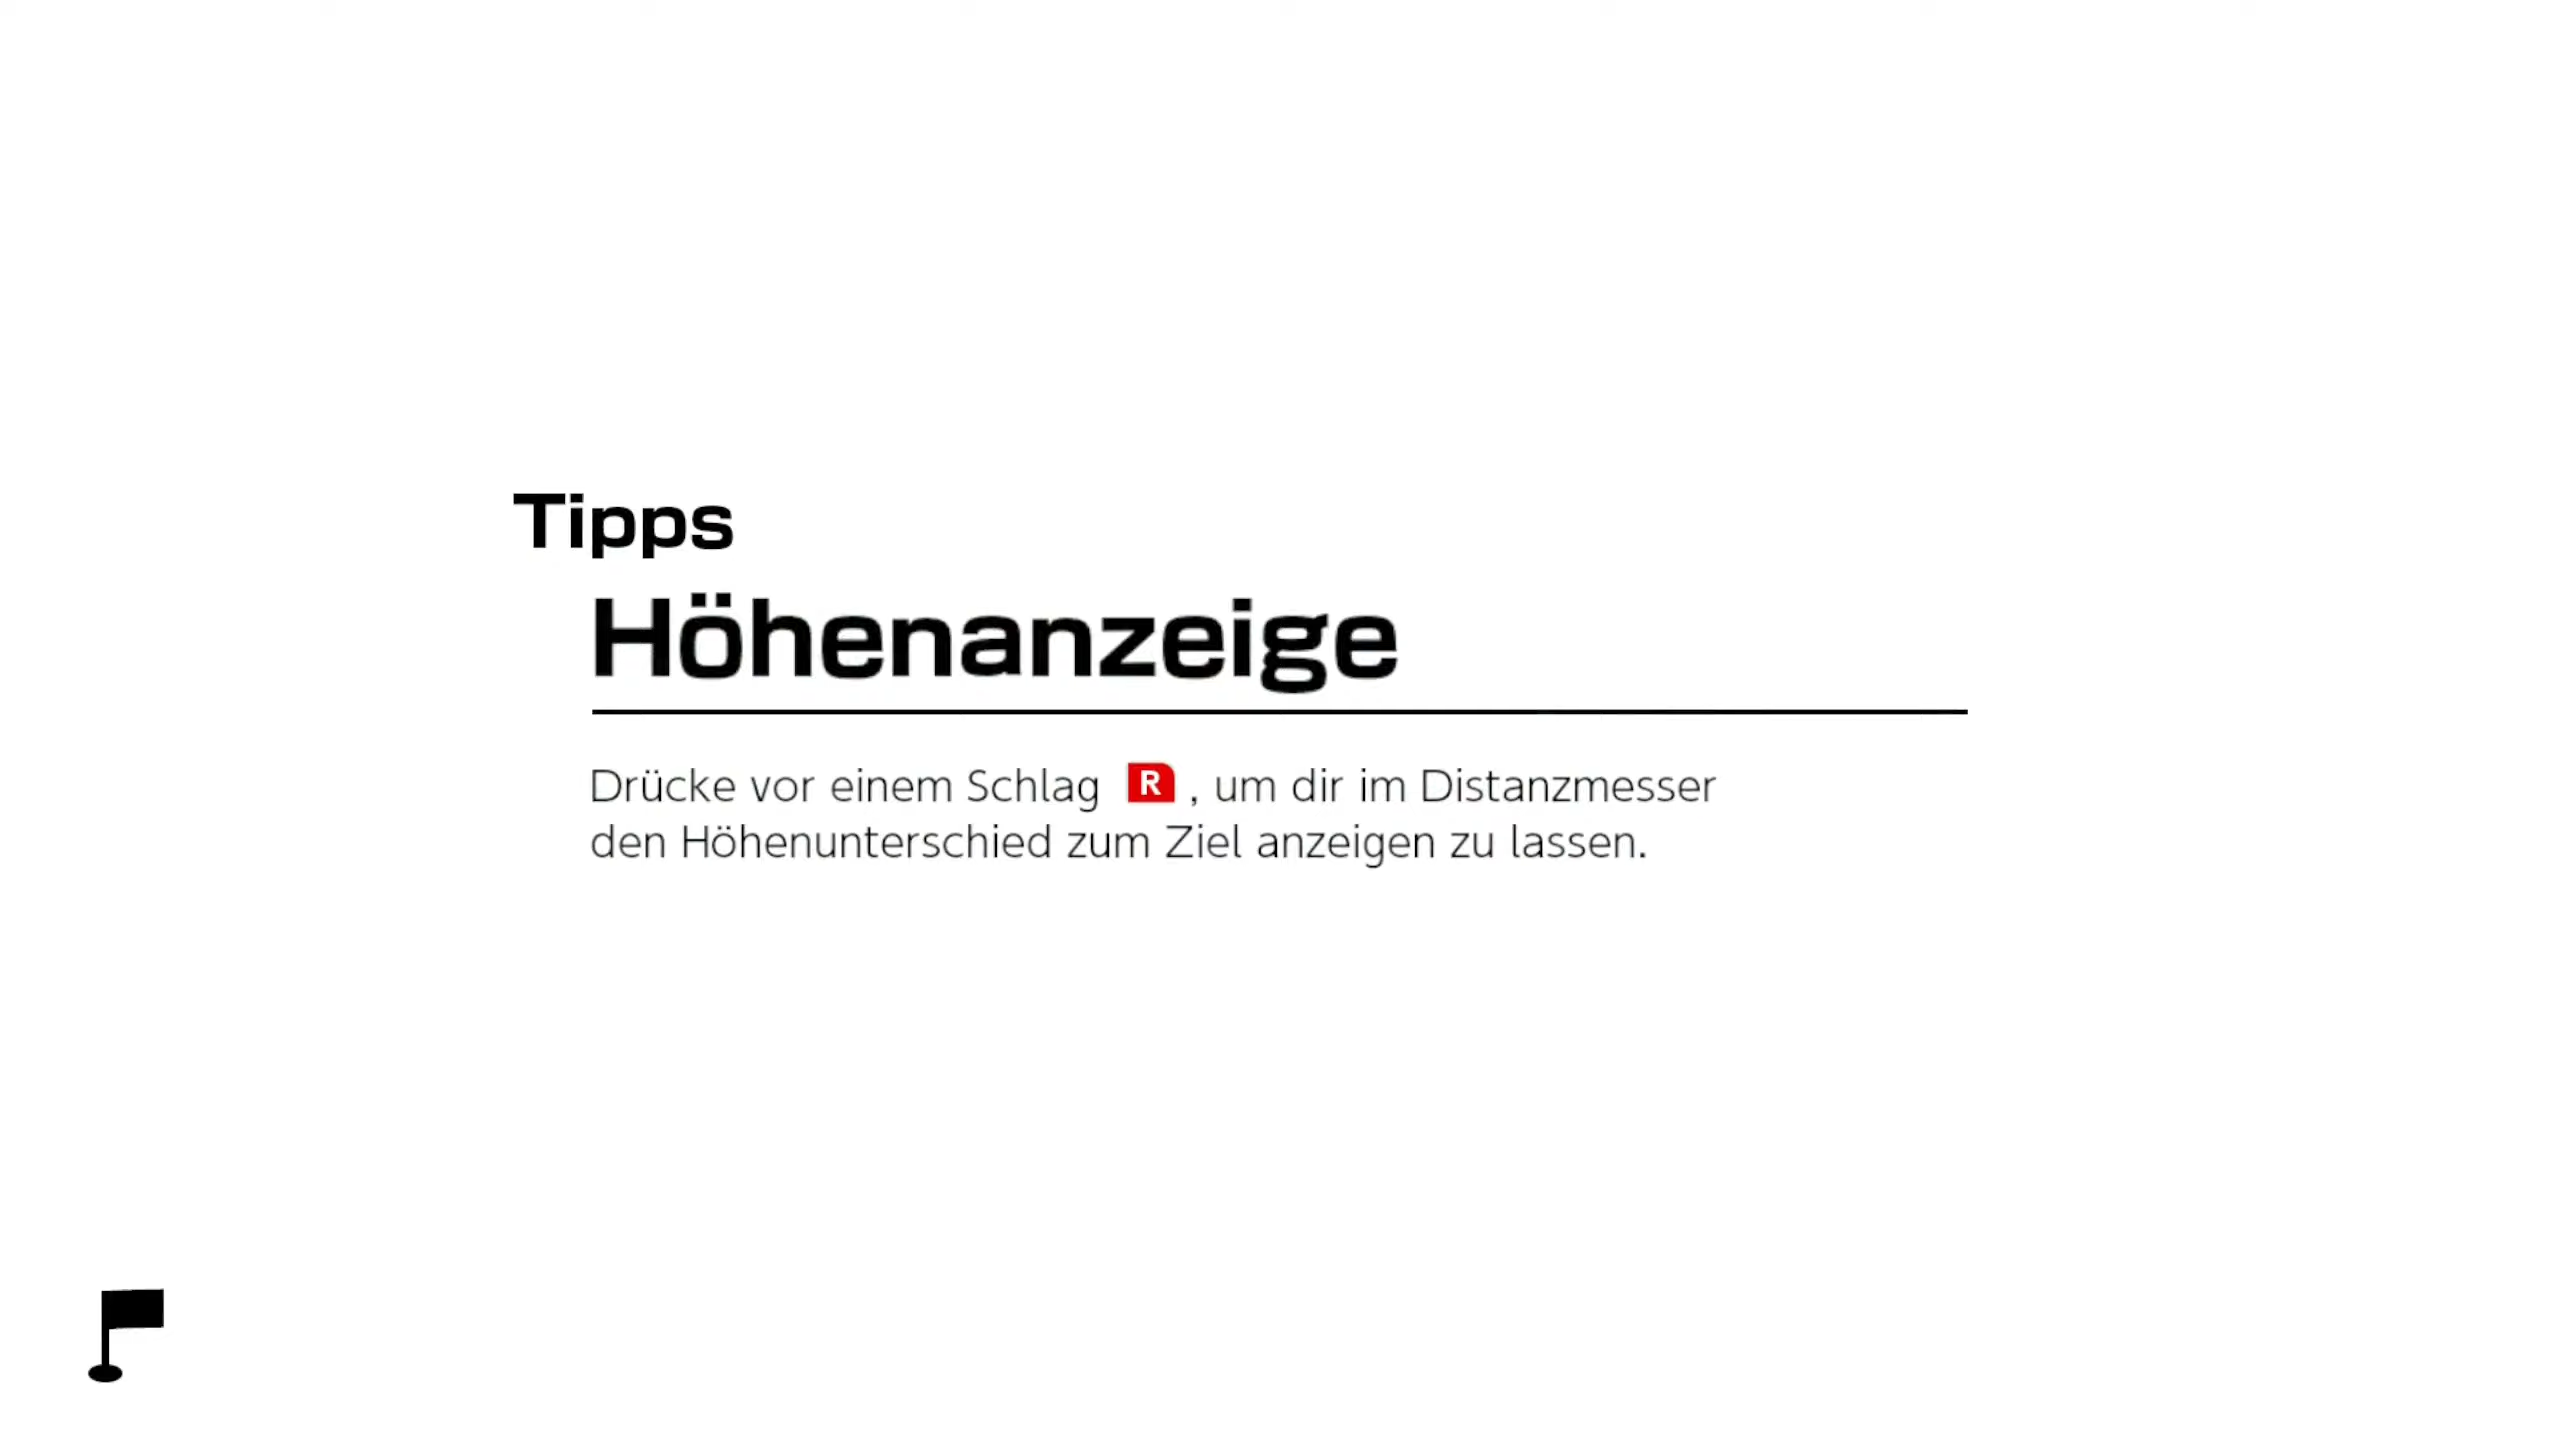 Tipps
Höhenanzeige
Drücke vor einem Schlag R , um dir im Distanzmesser
den Höhenunterschied zum Ziel anzeigen zu lassen.